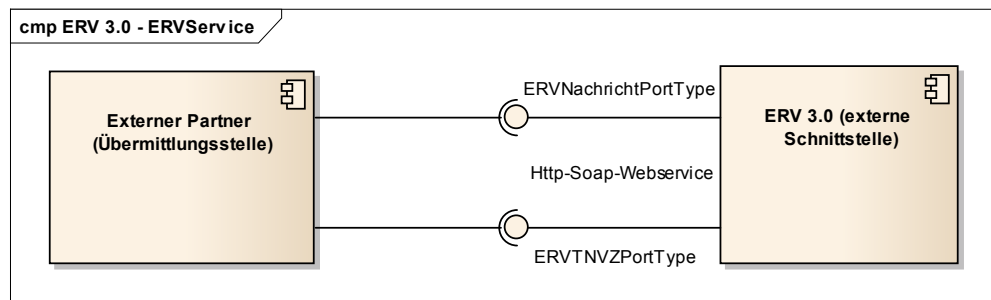 cmp ERV 3.0 - ERVService
Externer Partner
(Übermittlungsstelle)
ERVNachrichtPortType
Http-Soap-Webservice
ERVTNVZPortType
ERV 3.0 (externe
Schnittstelle)